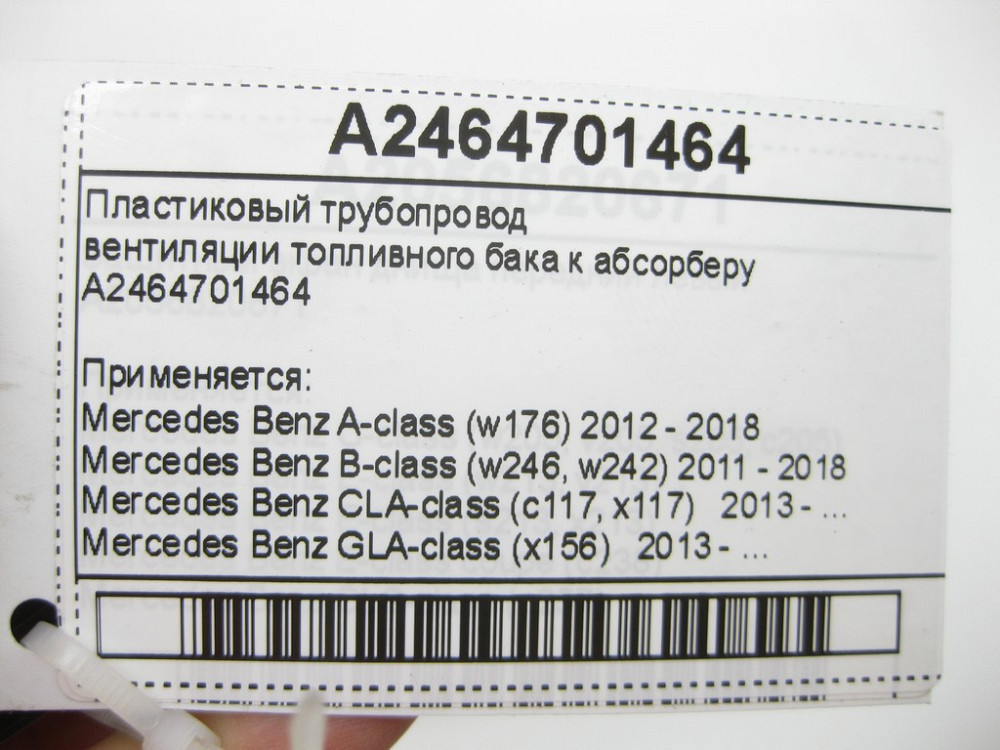 A2464701464
Пластиковый трубопровод
вентиляции топливного бака к абсорберу
A2464701464
Применяется:
Mercedes Benz A-class (w176) 2012 - 2018
Mercedes Benz B-class (w246, w242) 2011 - 2018
Mercedes Benz CLA-class (c117, x117) 2013 - ...
Mercedes Benz GLA-class (x156) 2013 - ...